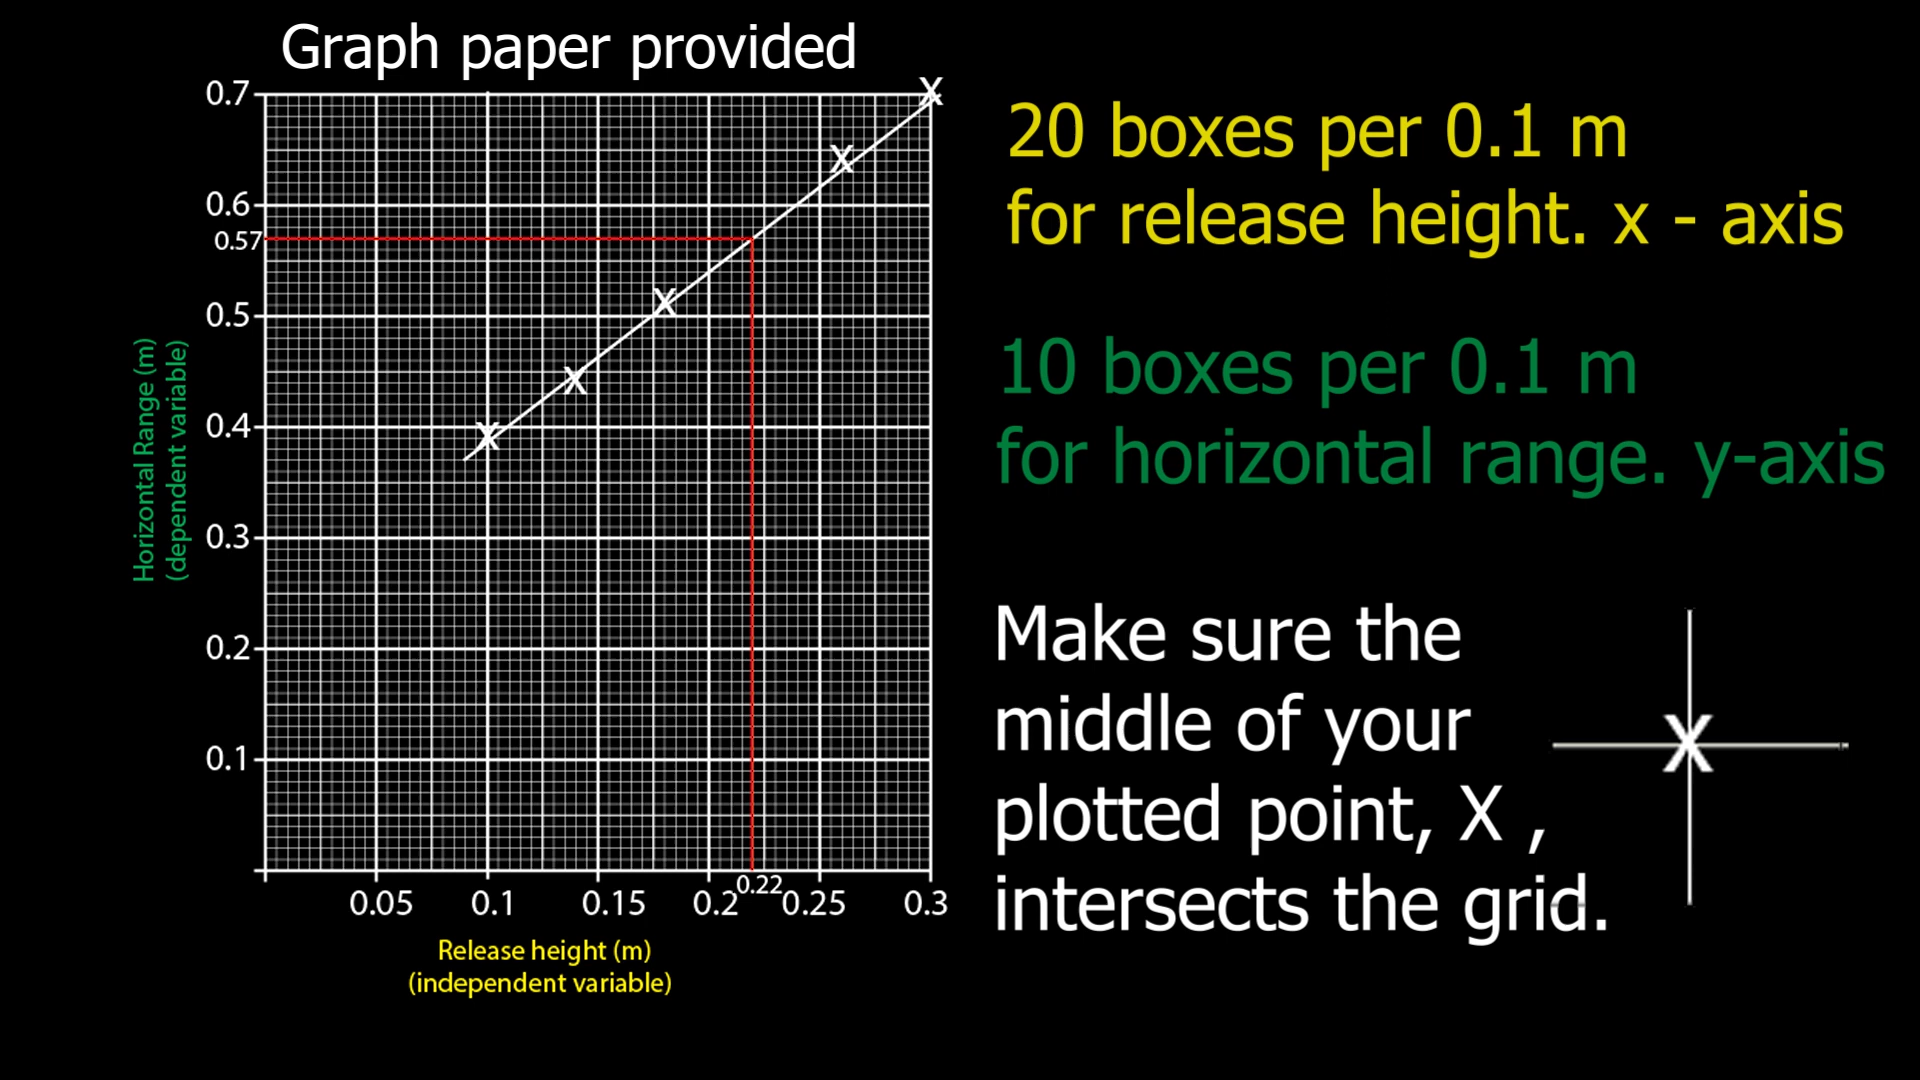 Graph paper provided
0.7
0.6
0.57
0.5
0.4
0.3
0.2
0.1
Horizontal Range (m)
(dependent variable)
0.05 0.1 0.15 0.2 0.22 0.25 0.3
Release height (m)
(independent variable)
X
X
X
X
X
20 boxes per 0.1 m
for release height. x - axis
10 boxes per 0.1 m
for horizontal range. y-axis
Make sure the
middle of your
plotted point, X ,
intersects the grid.
X